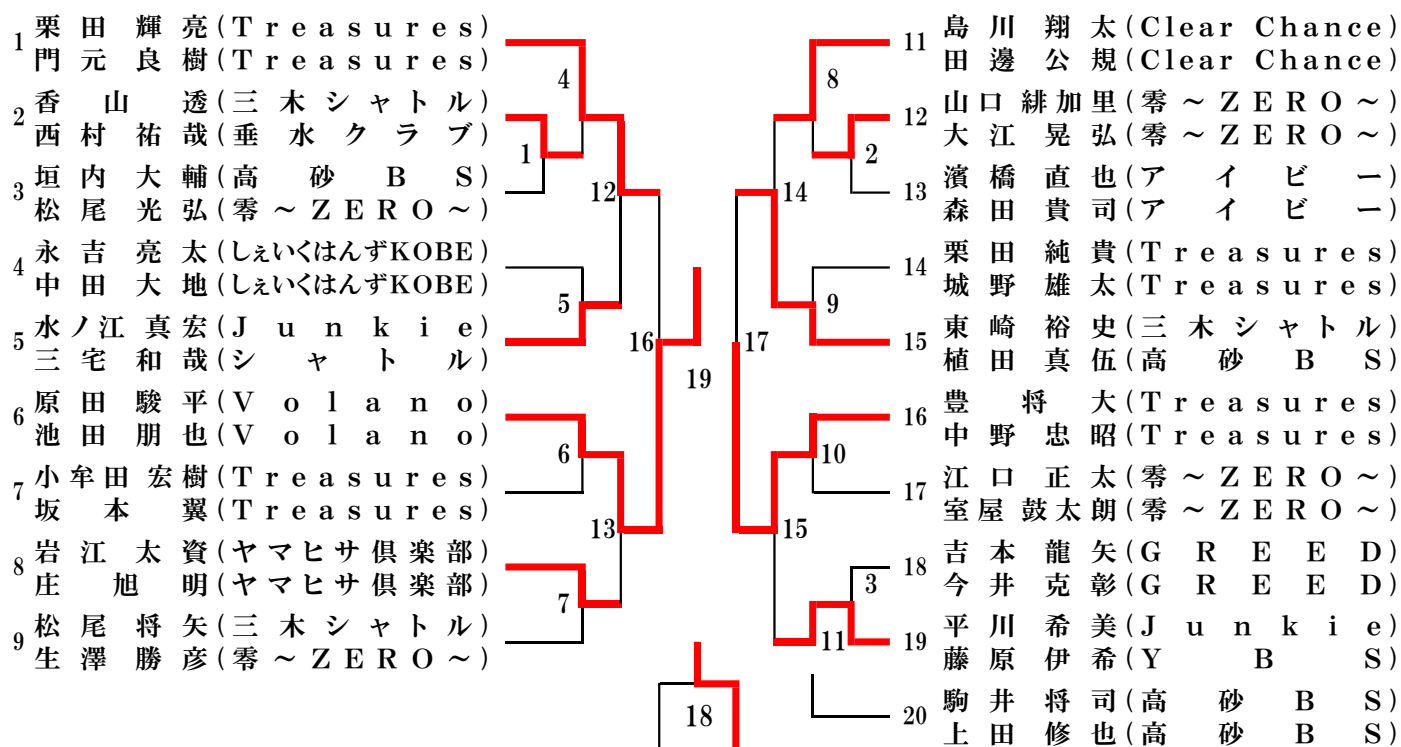 1
栗田輝亮(Treasures)
門元良樹(Treasures)
2
香山透(三木シャトル)
西村祐哉(垂水クラブ)
3
垣内大輔(高砂BS)
松尾光弘(零～ZERO～)
4
永吉亮太(しぇいくはんずKOBE)
中田大地(しぇいくはんずKOBE)
5
水ノ江真宏(Junkie)
三宅和哉(シャトル)
6
原田駿平(Volano)
池田朋也(Volano)
7
小牟田宏樹(Treasures)
坂本翼(Treasures)
8
岩江太資(ヤマヒサ倶楽部)
庄旭明(ヤマヒサ倶楽部)
9
松尾将矢(三木シャトル)
生澤勝彦(零～ZERO～)
4
1
12
5
16
6
13
7
19
18
8
2
14
9
17
10
15
3
11
11
島川翔太(Clear Chance)
田邊公規(Clear Chance)
12
山口緋加里(零～ZERO～)
大江晃弘(零～ZERO～)
13
濱橋直也(アイビー)
森田貴司(アイビー)
14
栗田純貴(Treasures)
城野雄太(Treasures)
15
東崎裕史(三木シャトル)
植田真伍(高砂BS)
16
豊将大(Treasures)
中野忠昭(Treasures)
17
江口正太(零～ZERO～)
室屋鼓太朗(零～ZERO～)
18
吉本龍矢(GREED)
今井克彰(GREED)
19
平川希美(Junkie)
藤原伊希(YBS)
20
駒井将司(高砂BS)
上田修也(高砂BS)